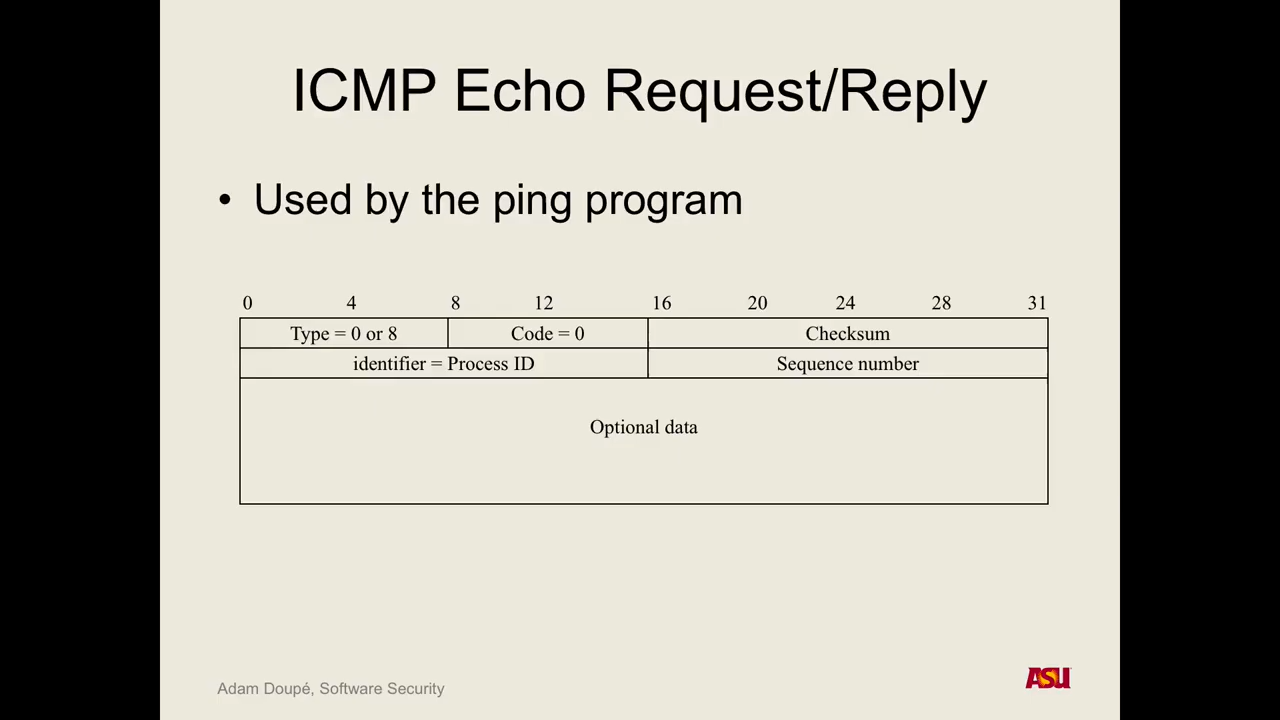 ICMP Echo Request/Reply
• Used by the ping program
0 4 8 12 16 20 24 28 31
Type = 0 or 8 Code = 0 Checksum
identifier = Process ID Sequence number
Optional data
Adam Doupé, Software Security
ASU